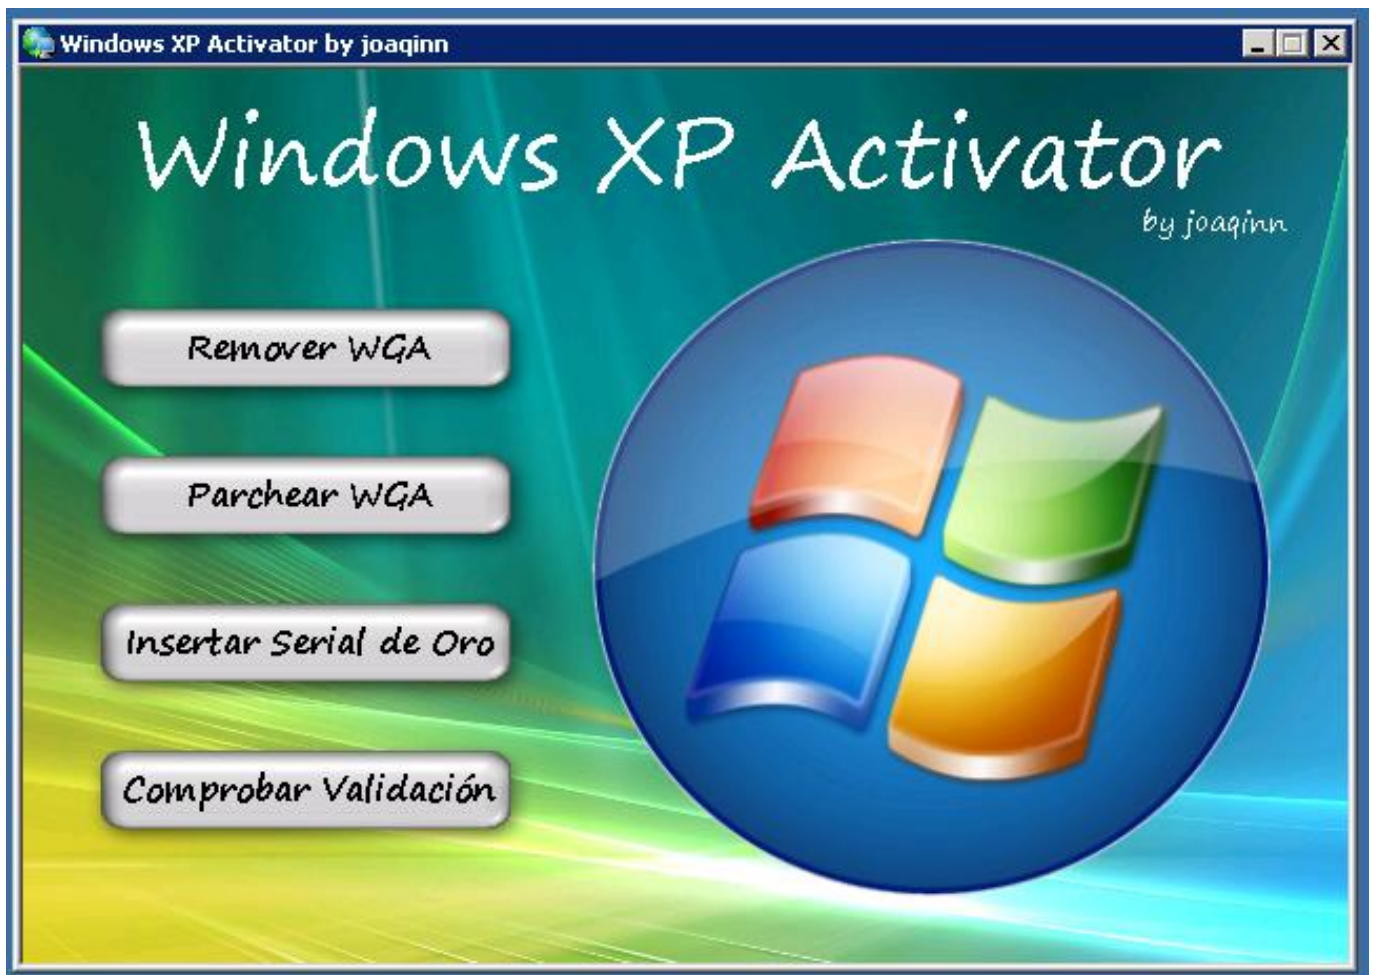 Windows XP Activator by joaqinn
Windows XP Activator
by joaqinn
Remover WGA
Parchear WGA
Insertar Serial de Oro
Comprobar Validación